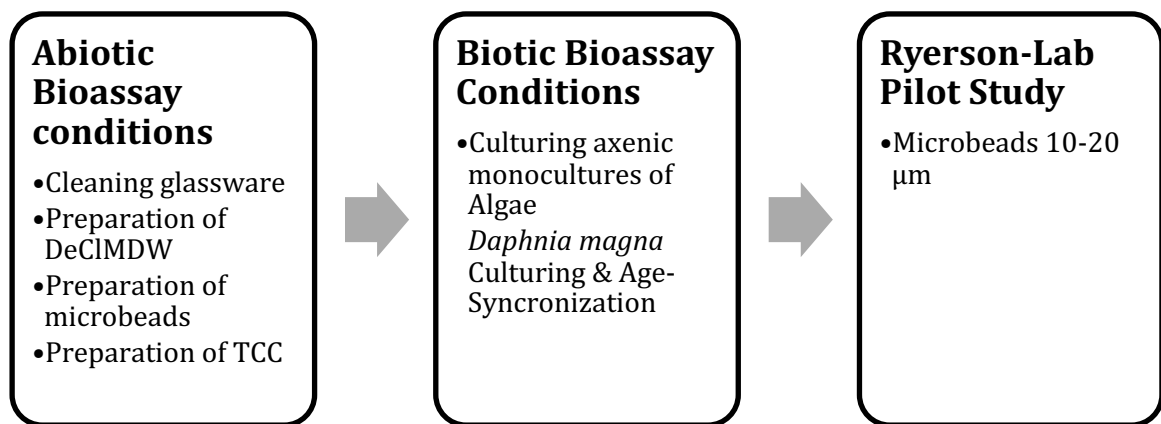 Abiotic
Bioassay
conditions
•Cleaning glassware
•Preparation of
DeClMDW
•Preparation of
microbeads
•Preparation of TCC
Biotic Bioassay
Conditions
•Culturing axenic
monocultures of
Algae
Daphnia magna
Culturing & Age-
Syncronization
Ryerson-Lab
Pilot Study
•Microbeads 10-20
μm